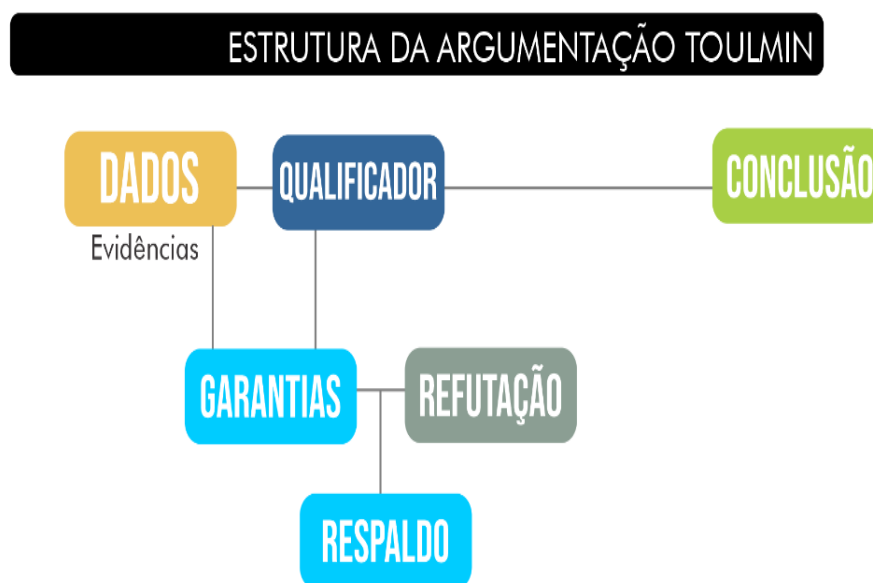 ESTRUTURA DA ARGUMENTAÇÃO TOULMIN
DADOS
QUALIFICADOR
CONCLUSÃO
Evidências
GARANTIAS
REFUTAÇÃO
RESPALDO